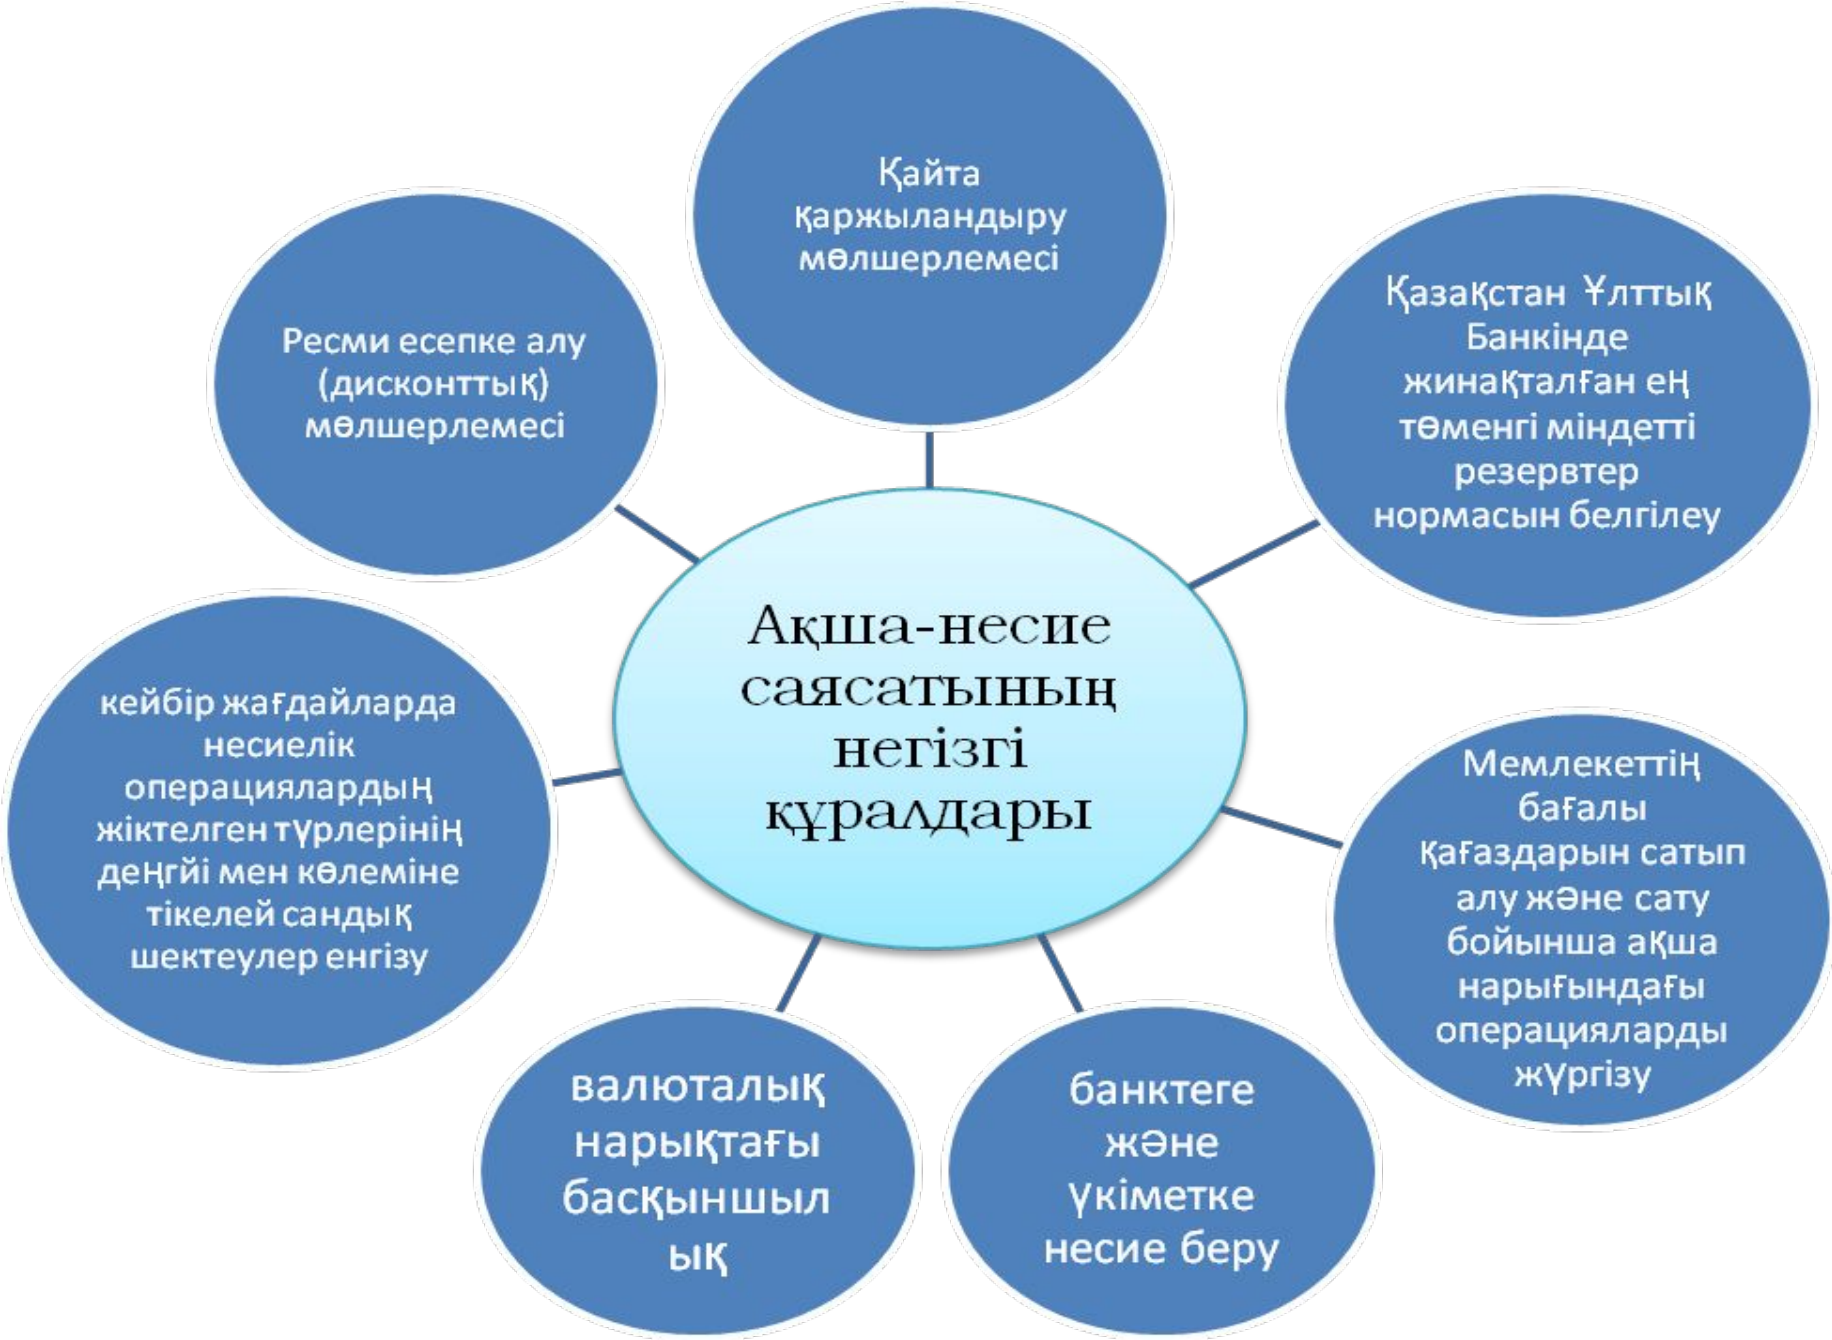 Қайта
қаржыландыру
мөлшерлемесі
Ресми есепке алу
(дисконттық)
мөлшерлемесі
Қазақстан Ұлттық
Банкінде
жинақталған ең
төменгі міндетті
резервтер
нормасын белгілеу
Ақша-несие
саясатының
негізгі
құралдары
кейбір жағдайларда
несиелік
операциялардың
жіктелген түрлерінің
деңгйі мен көлеміне
тікелей сандық
шектеулер енгізу
Мемлекеттің
бағалы
қағаздарын сатып
алу және сату
бойынша ақша
нарығындағы
операцияларды
жүргізу
валюталық
нарықтағы
басқыншыл
ық
банктеге
және
үкіметке
несие беру